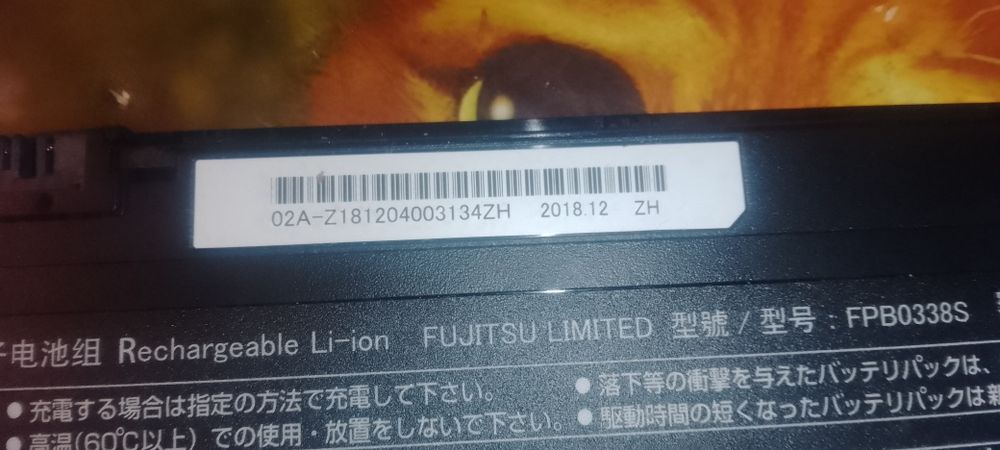 02A-Z181204003134ZH 2018.12 ZH
电池组 Rechargeable Li-ion FUJITSU LIMITED 型號 / 型号 : FPB0338S
● 充電する場合は指定の方法で充電して下さい。
● 高温(60℃以上)での使用・放置をしないで下さい。
● 落下等の衝撃を与えたバッテリパックは、
● 駆動時間の短くなったバッテリパックは新